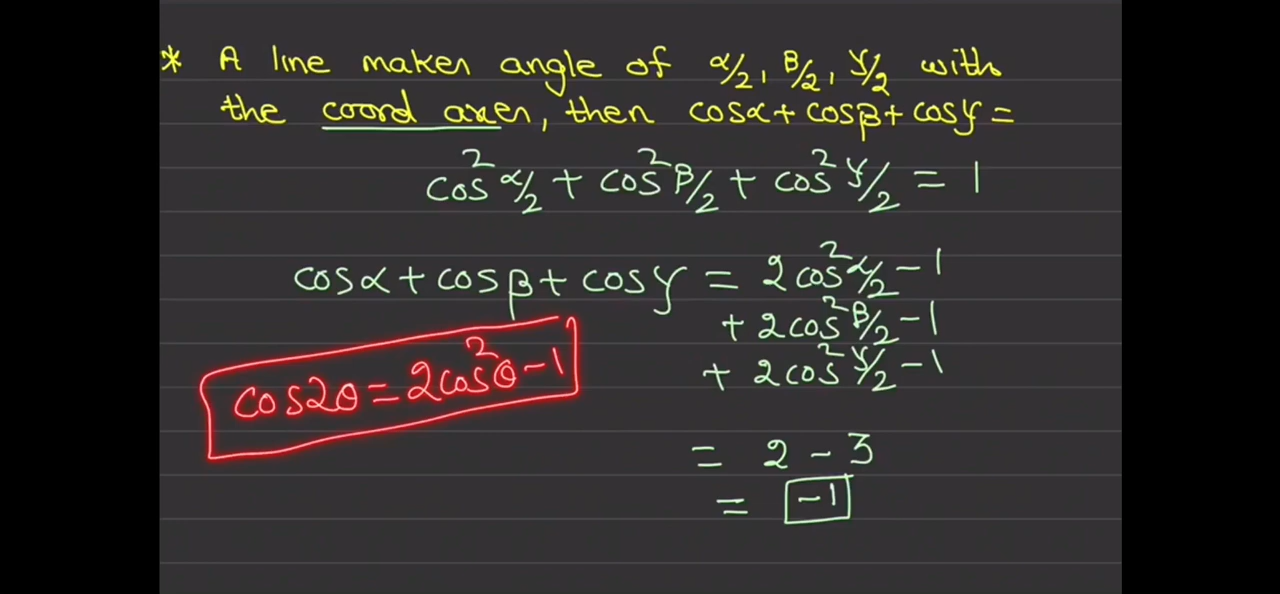 * A line makes angle of α/2, β/2, γ/2 with
the coord axes, then cosα + cosβ + cosγ =
cos²α/2 + cos²β/2 + cos²γ/2 = 1
cosα + cosβ + cosγ = 2cos²α/2 - 1
+ 2cos²β/2 - 1
+ 2cos²γ/2 - 1
cos2θ = 2cos²θ - 1
= 2 - 3
= -1